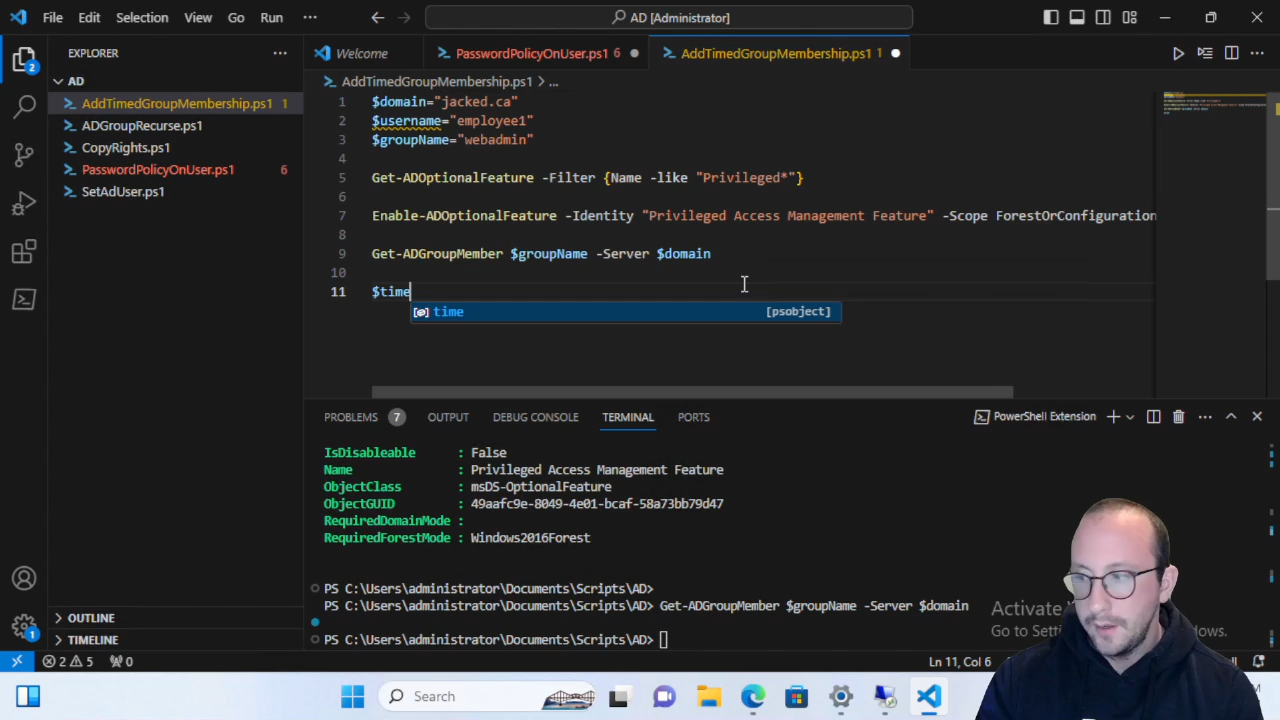 File Edit Selection View Go Run ··· AD [Administrator]
EXPLORER ···
Welcome PasswordPolicyOnUser.ps1 6 AddTimedGroupMembership.ps1 1
AD
AddTimedGroupMembership.ps1 > ...
2
AddTimedGroupMembership.ps1 1
ADGroupRecurse.ps1
CopyRights.ps1
PasswordPolicyOnUser.ps1 6
SetAdUser.ps1
1 $domain="jacked.ca"
2 $username="employee1"
3 $groupName="webadmin"
4
5 Get-ADOptionalFeature -Filter {Name -like "Privileged*"}
6
7 Enable-ADOptionalFeature -Identity "Privileged Access Management Feature" -Scope ForestOrConfiguration
8
9 Get-ADGroupMember $groupName -Server $domain
10
11 $time
time [psobject]
PROBLEMS 7 OUTPUT DEBUG CONSOLE TERMINAL PORTS PowerShell Extension
IsDisableable : False
Name : Privileged Access Management Feature
ObjectClass : msDS-OptionalFeature
ObjectGUID : 49aafc9e-8049-4e01-bcaf-58a73bb79d47
RequiredDomainMode :
RequiredForestMode : Windows2016Forest
PS C:\Users\administrator\Documents\Scripts\AD>
PS C:\Users\administrator\Documents\Scripts\AD> Get-ADGroupMember $groupName -Server $domain
PS C:\Users\administrator\Documents\Scripts\AD>
Activate
Go to
OUTLINE
TIMELINE
1
2 5 0 Ln 11, Col 6
Search